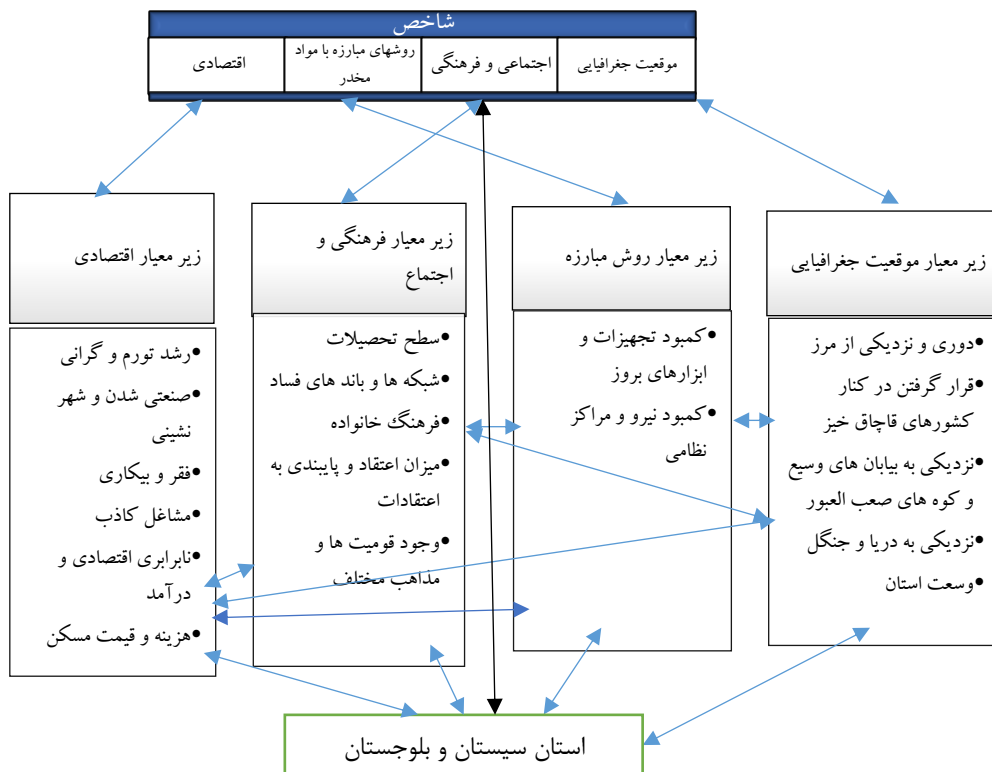 شاخص
موقعیت جغرافیایی
اجتماعی و فرهنگی
روشهای مبارزه با مواد
مخدر
اقتصادی
زیر معیار موقعیت جغرافیایی
•دوری و نزدیکی از مرز
•قرار گرفتن در کنار
کشورهای قاچاق خیز
•نزدیکی به بیابان های وسیع
و کوه های صعب العبور
•نزدیکی به دریا و جنگل
•وسعت استان
زیر معیار روش مبارزه
•کمبود تجهیزات و
ابزارهای بروز
•کمبود نیرو و مراکز
نظامی
زیر معیار فرهنگی و
اجتماع
•سطح تحصیلات
•شبکه ها و باند های فساد
•فرهنگ خانواده
•میزان اعتقاد و پایبندی به
اعتقادات
•وجود قومیت ها و
مذاهب مختلف
زیر معیار اقتصادی
•رشد تورم و گرانی
•صنعتی شدن و شهر
نشینی
•فقر و بیکاری
•مشاغل کاذب
•نابرابری اقتصادی و
درآمد
•هزینه و قیمت مسکن
استان سیستان و بلوجستان